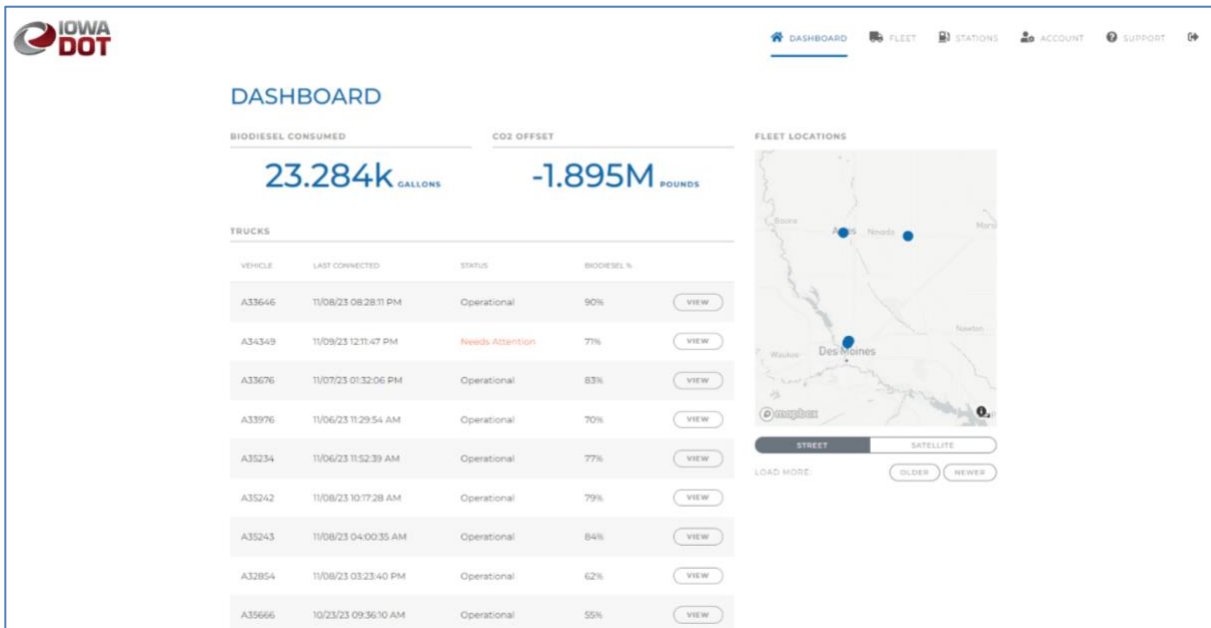 IOWA
DOT
DASHBOARD FLEET STATIONS ACCOUNT SUPPORT
DASHBOARD
BIODIESEL CONSUMED CO2 OFFSET
23.284k GALLONS -1.895M POUNDS
TRUCKS
VEHICLE LAST CONNECTED STATUS BIODIESEL %
A33646 11/08/23 08:28:11 PM Operational 90% VIEW
A34349 11/09/23 12:11:47 PM Needs Attention 71% VIEW
A33676 11/07/23 01:32:06 PM Operational 83% VIEW
A33976 11/06/23 11:29:54 AM Operational 70% VIEW
A35234 11/06/23 11:52:39 AM Operational 77% VIEW
A35242 11/08/23 10:17:28 AM Operational 79% VIEW
A35243 11/08/23 04:00:35 AM Operational 84% VIEW
A32854 11/08/23 03:23:40 PM Operational 62% VIEW
A35666 10/23/23 09:36:10 AM Operational 55% VIEW
FLEET LOCATIONS
Boone
Nevada
Newton
Waukee
Des Moines
mapbox
STREET SATELLITE
LOAD MORE: OLDER NEWER